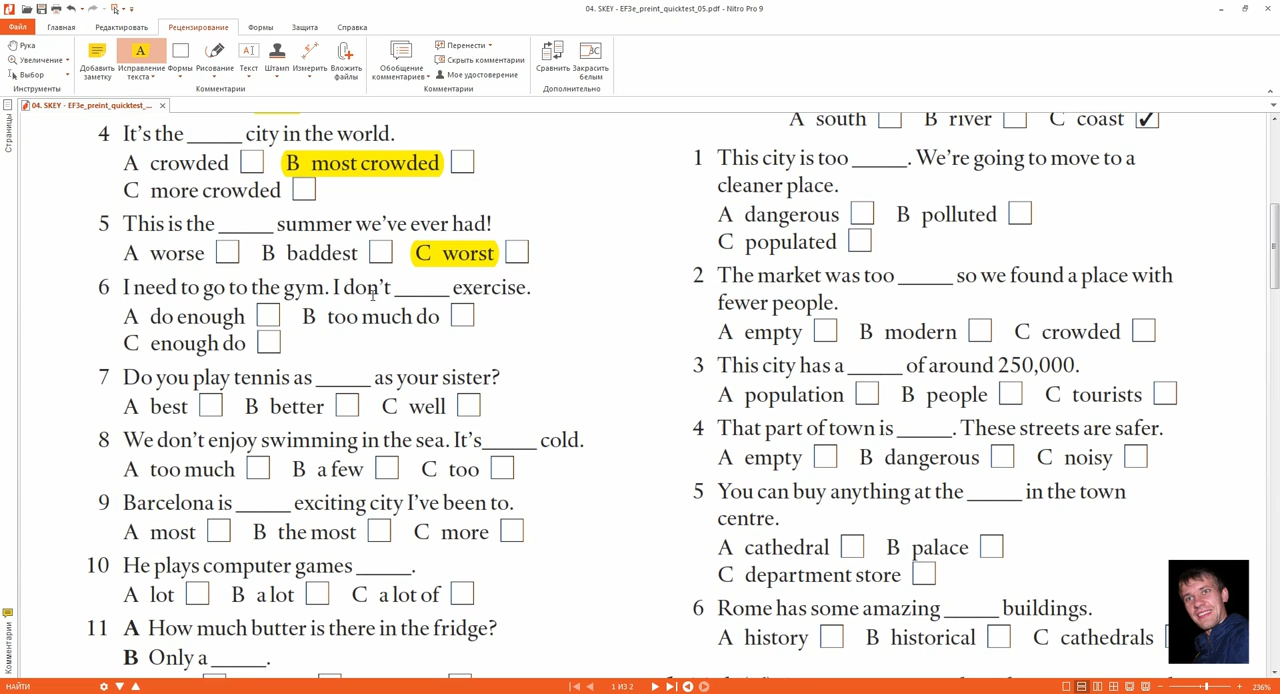 04. SKEY - EF3e_preint_quicktest_05.pdf - Nitro Pro 9
Файл Главная Редактировать Рецензирование Формы Защита Справка
Рука
Увеличение
Выбор
Инструменты
Добавить заметку
Исправление текста
Формы
Рисование
Текст
Штамп
Измерить
Вложить файлы
Комментарии
Обобщение комментариев
Перенести
Скрыть комментарии
Мое удостоверение
Комментарии
Сравнить
Закрасить белым
Дополнительно
04. SKEY - EF3e_preint_quicktest_...
Страницы
4 It's the _____ city in the world.
A crowded B most crowded
C more crowded
5 This is the _____ summer we've ever had!
A worse B baddest C worst
6 I need to go to the gym. I don't _____ exercise.
A do enough B too much do
C enough do
7 Do you play tennis as _____ as your sister?
A best B better C well
8 We don't enjoy swimming in the sea. It's _____ cold.
A too much B a few C too
9 Barcelona is _____ exciting city I've been to.
A most B the most C more
10 He plays computer games _____.
A lot B a lot C a lot of
11 A How much butter is there in the fridge?
B Only a _____.
A south B river C coast ✓
1 This city is too _____. We're going to move to a
cleaner place.
A dangerous B polluted
C populated
2 The market was too _____ so we found a place with
fewer people.
A empty B modern C crowded
3 This city has a _____ of around 250,000.
A population B people C tourists
4 That part of town is _____. These streets are safer.
A empty B dangerous C noisy
5 You can buy anything at the _____ in the town
centre.
A cathedral B palace
C department store
6 Rome has some amazing _____ buildings.
A history B historical C cathedrals
Комментарии
НАЙТИ
1 ИЗ 2
236%